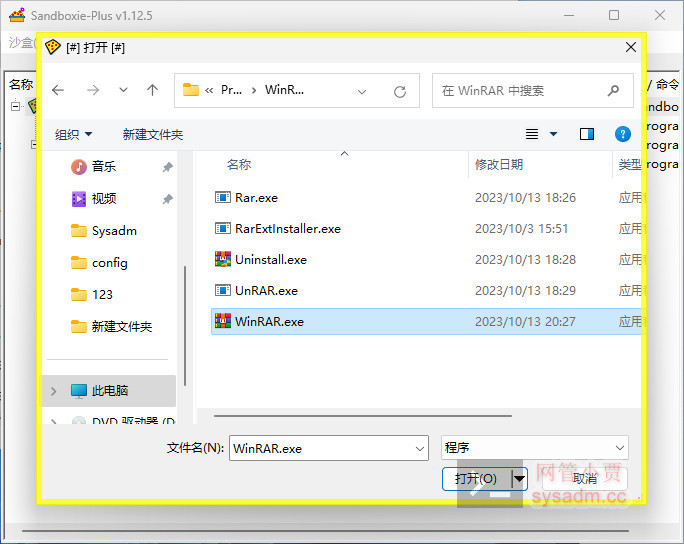 Sandboxie-Plus v1.12.5
沙盒(
[#] 打开 [#]
« Pr... › WinR...
在 WinRAR 中搜索
名称
/ 命令
组织
新建文件夹
音乐
视频
Sysadm
config
123
新建文件夹
此电脑
DVD 驱动器 (D
名称
修改日期
类型
Rar.exe
2023/10/13 18:26
应用
RarExtInstaller.exe
2023/10/3 15:51
应用
Uninstall.exe
2023/10/13 18:28
应用
UnRAR.exe
2023/10/13 18:29
应用
WinRAR.exe
2023/10/13 20:27
应用
ndbo
rogra
rogra
rogra
文件名(N):
WinRAR.exe
程序
打开(O)
取消
网管小贾
sysadm.cc